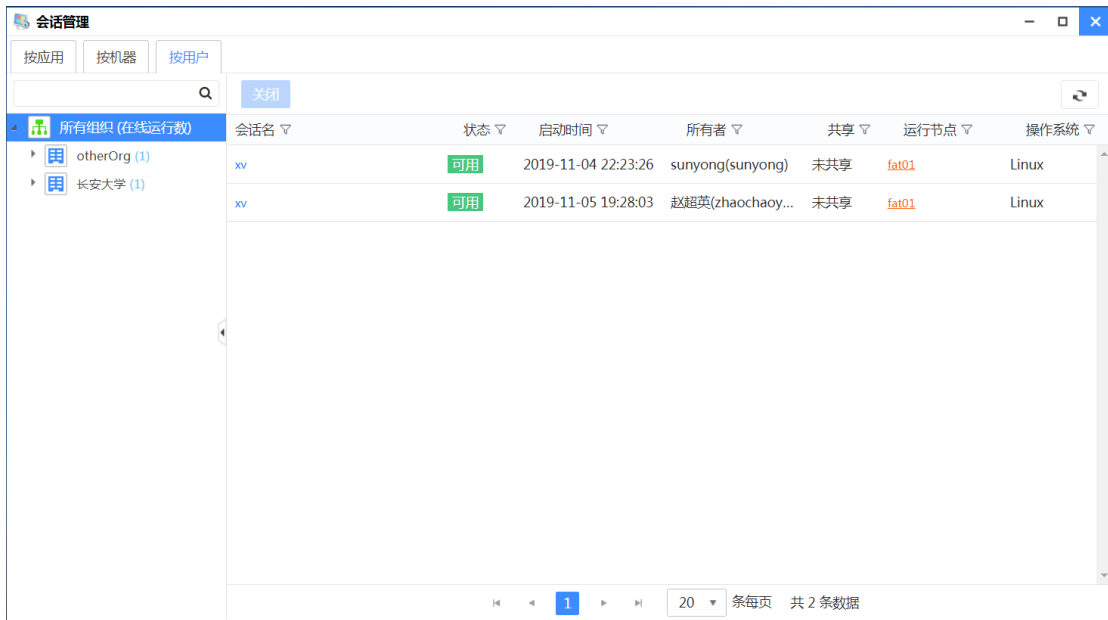 会话管理
按应用 按机器 按用户
关闭
所有组织 (在线运行数)
otherOrg (1)
长安大学 (1)
会话名 状态 启动时间 所有者 共享 运行节点 操作系统
xv 可用 2019-11-04 22:23:26 sunyong(sunyong) 未共享 fat01 Linux
xv 可用 2019-11-05 19:28:03 赵超英(zhaochaoy... 未共享 fat01 Linux
1 20 条每页 共 2 条数据